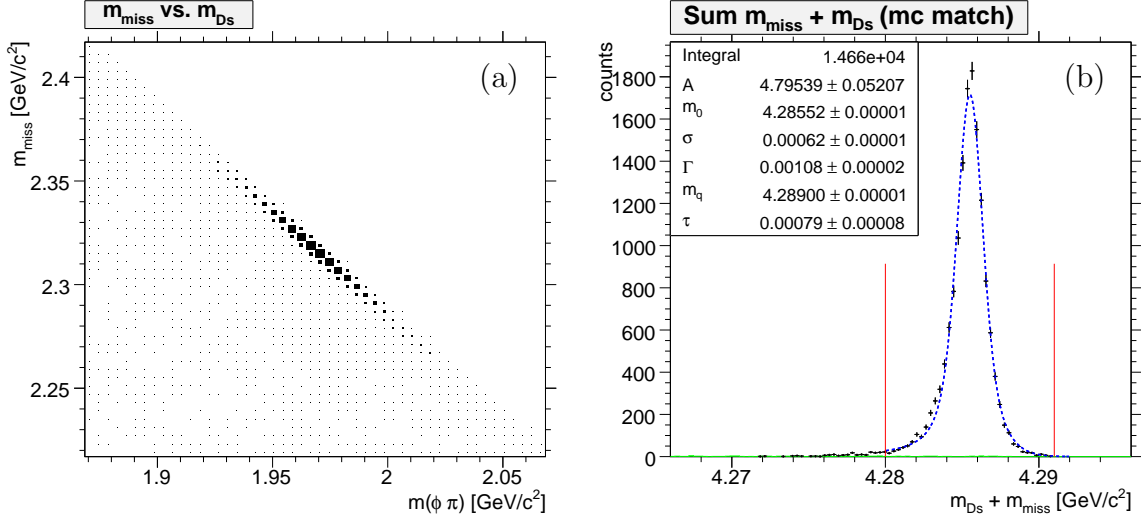 m_miss vs. m_Ds
(a)
m_miss [GeV/c²]
2.4
2.35
2.3
2.25
1.9
1.95
2
2.05
m(ϕ π) [GeV/c²]
Sum m_miss + m_Ds (mc match)
Integral 1.466e+04
A 4.79539 ± 0.05207
m_0 4.28552 ± 0.00001
σ 0.00062 ± 0.00001
Γ 0.00108 ± 0.00002
m_q 4.28900 ± 0.00001
τ 0.00079 ± 0.00008
(b)
counts
1800
1600
1400
1200
1000
800
600
400
200
0
4.27
4.28
4.29
m_Ds + m_miss [GeV/c²]